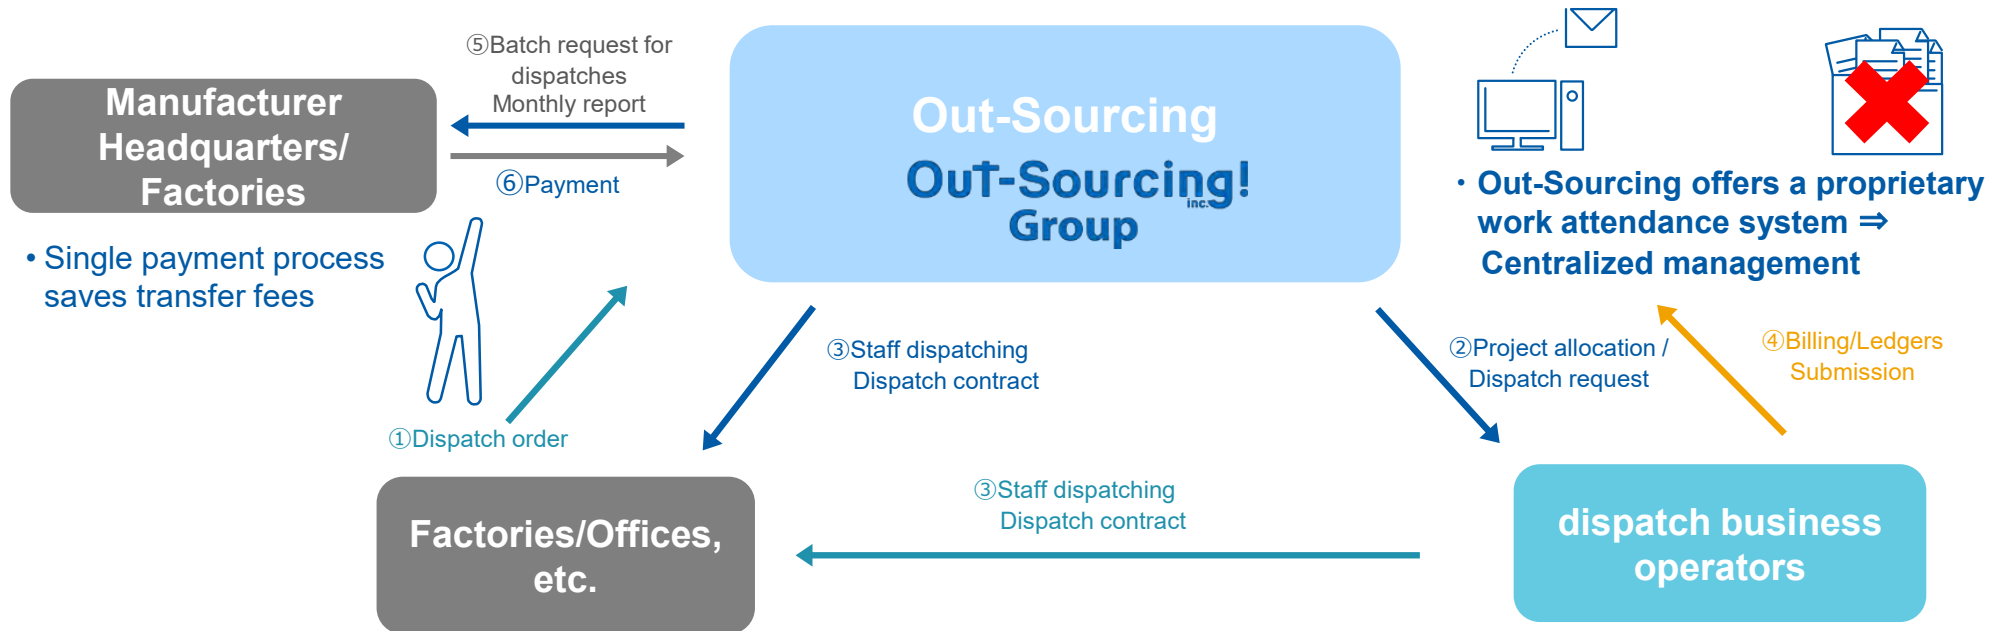 ⑤Batch request for
dispatches
Monthly report
Manufacturer
Headquarters/
Factories
⑥Payment
• Single payment process
saves transfer fees
Out-Sourcing
OuT-Sourcing!
inc.
Group
・Out-Sourcing offers a proprietary
work attendance system ⇒
Centralized management
③Staff dispatching
Dispatch contract
②Project allocation /
Dispatch request
④Billing/Ledgers
Submission
①Dispatch order
③Staff dispatching
Dispatch contract
Factories/Offices,
etc.
dispatch business
operators